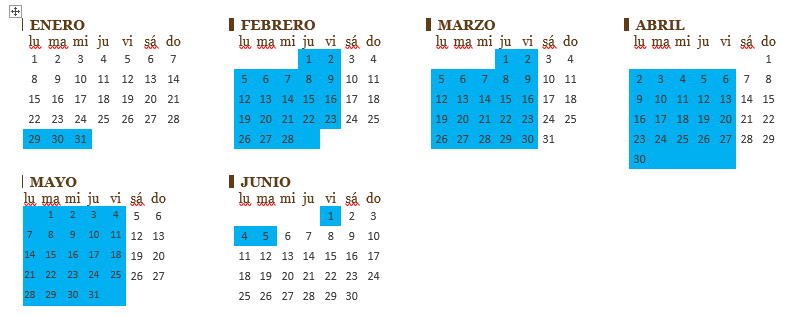 ENERO FEBRERO MARZO ABRIL
lu ma mi ju vi sá do lu ma mi ju vi sá do lu ma mi ju vi sá do lu ma mi ju vi sá do
1 2 3 4 5 6 7 1 2 3 4 1 2 3 4 1
8 9 10 11 12 13 14 5 6 7 8 9 10 11 5 6 7 8 9 10 11 2 3 4 5 6 7 8
15 16 17 18 19 20 21 12 13 14 15 16 17 18 12 13 14 15 16 17 18 9 10 11 12 13 14 15
22 23 24 25 26 27 28 19 20 21 22 23 24 25 19 20 21 22 23 24 25 16 17 18 19 20 21 22
29 30 31 26 27 28 26 27 28 29 30 31 23 24 25 26 27 28 29
30
MAYO JUNIO
lu ma mi ju vi sá do lu ma mi ju vi sá do
1 2 3 4 5 6 1 2 3
7 8 9 10 11 12 13 4 5 6 7 8 9 10
14 15 16 17 18 19 20 11 12 13 14 15 16 17
21 22 23 24 25 26 27 18 19 20 21 22 23 24
28 29 30 31 25 26 27 28 29 30